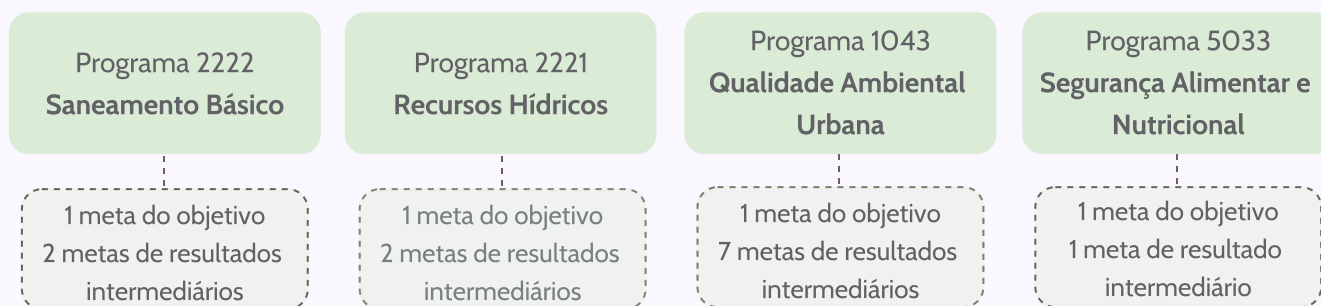 Programa 2222
Saneamento Básico
1 meta do objetivo
2 metas de resultados
intermediários
Programa 2221
Recursos Hídricos
1 meta do objetivo
2 metas de resultados
intermediários
Programa 1043
Qualidade Ambiental
Urbana
1 meta do objetivo
7 metas de resultados
intermediários
Programa 5033
Segurança Alimentar e
Nutricional
1 meta do objetivo
1 meta de resultado
intermediário